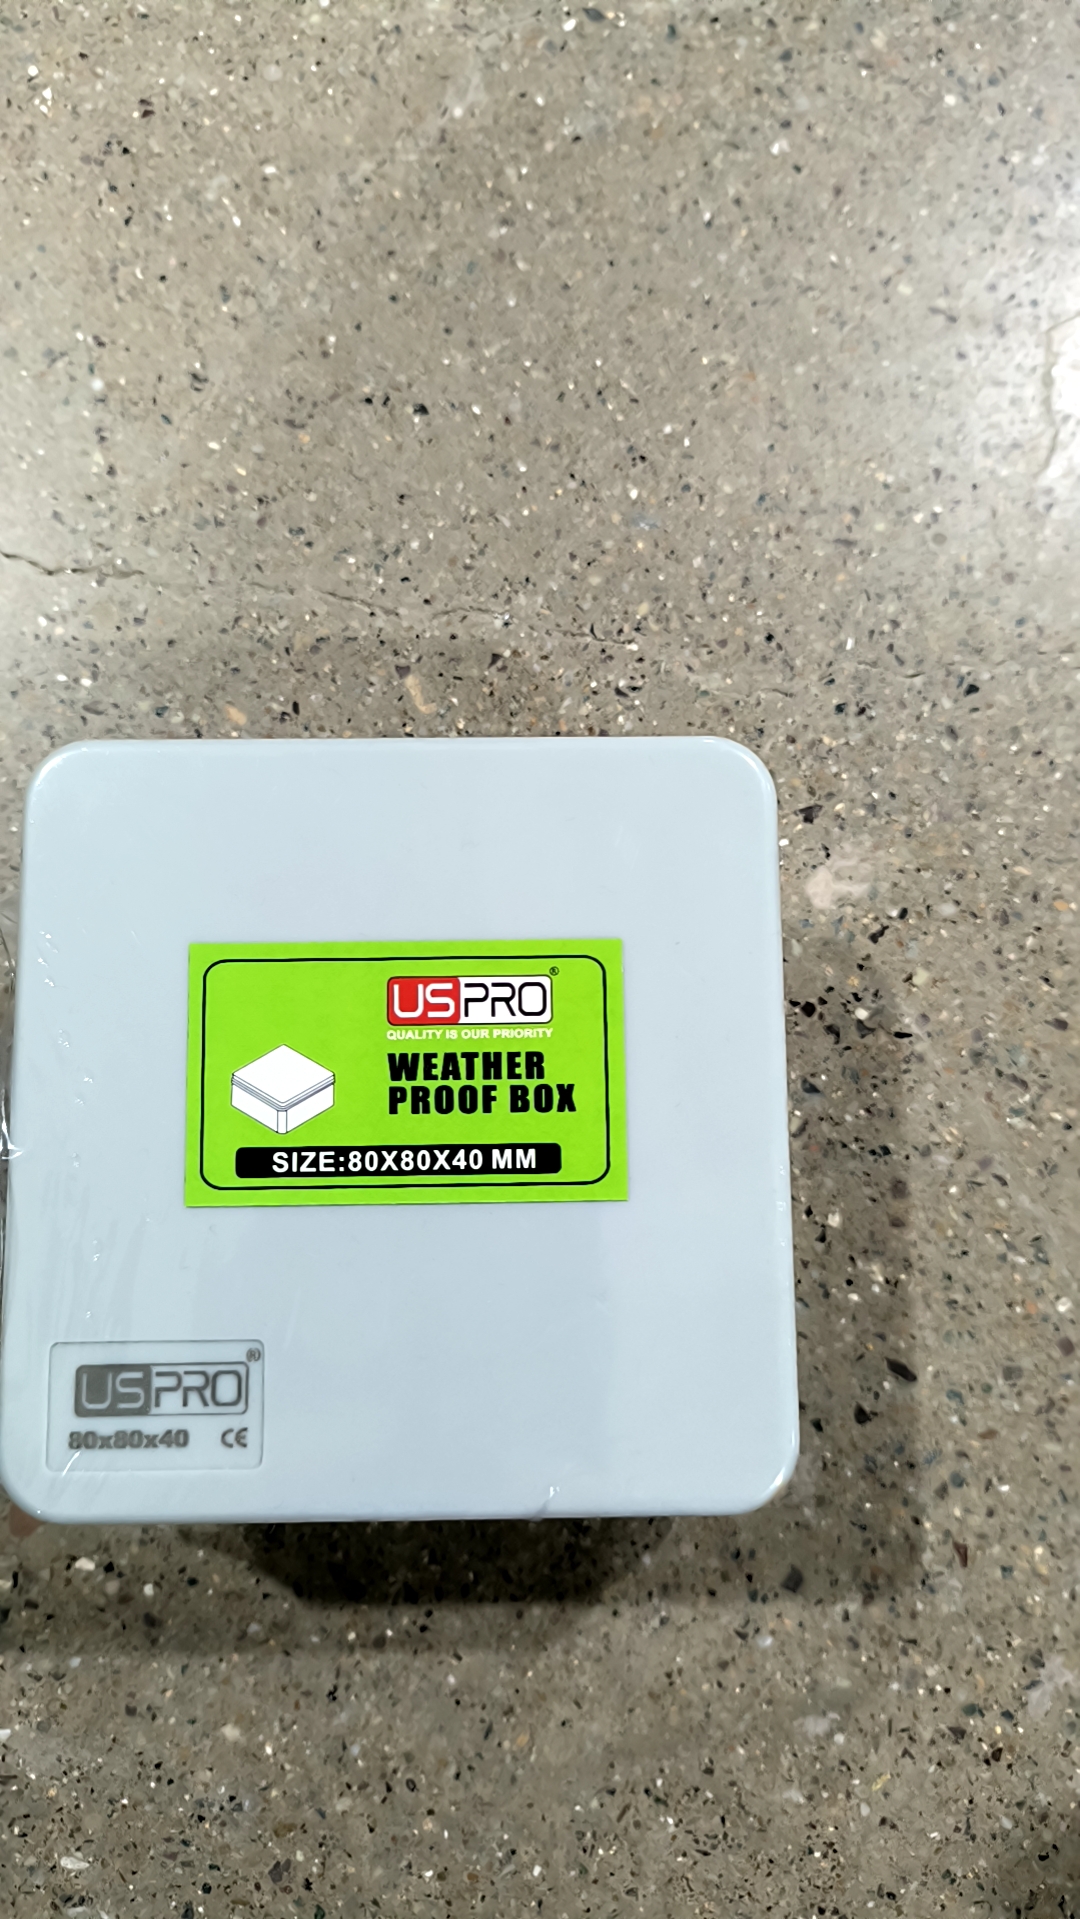 USPRO®
QUALITY IS OUR PRIORITY
WEATHER
PROOF BOX
SIZE:80X80X40 MM
USPRO®
80x80x40 CE